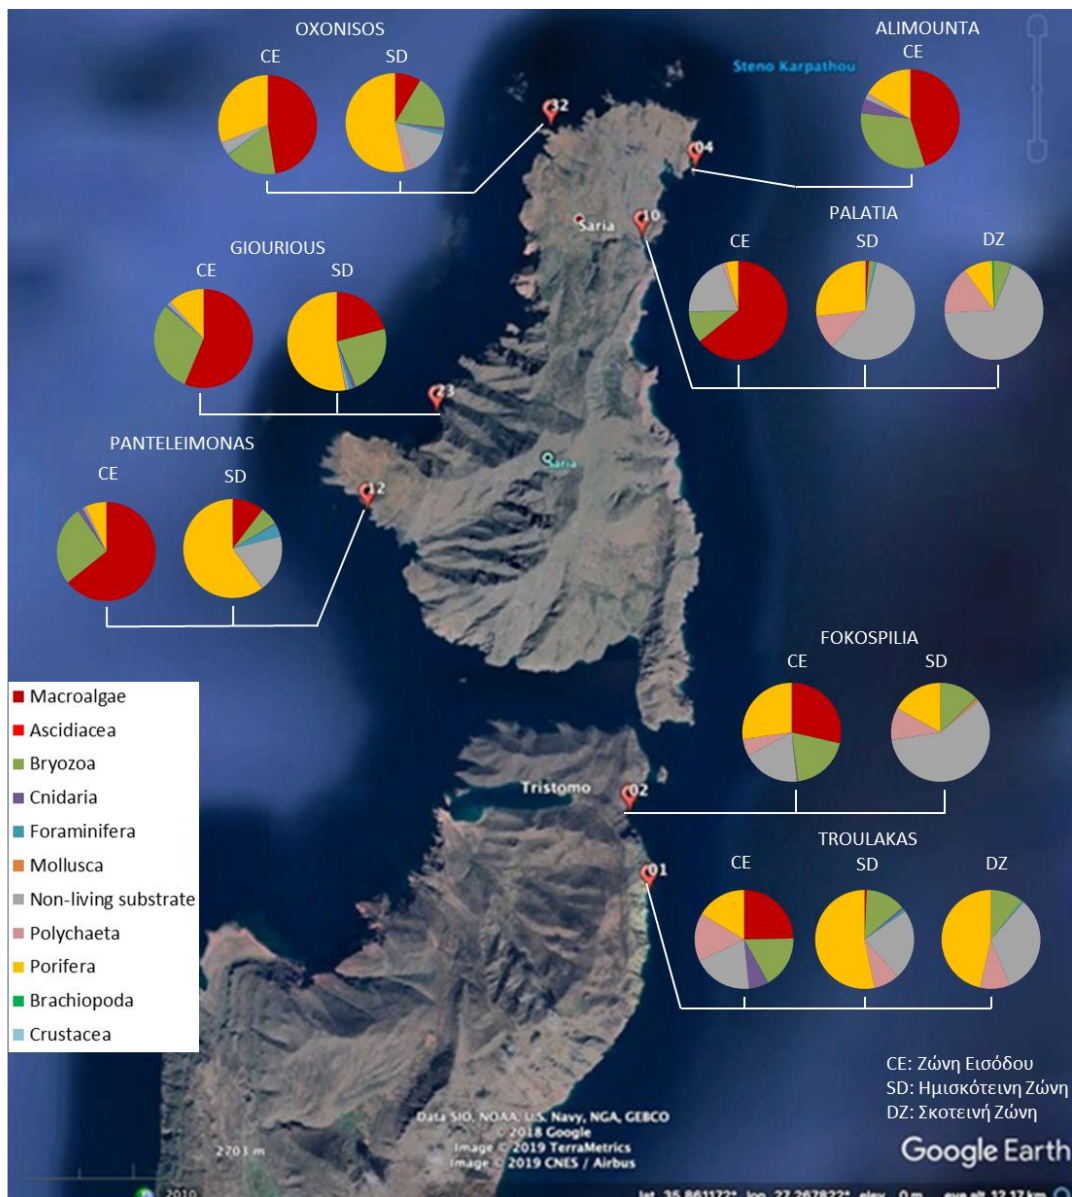 OXONISOS
CE
SD
ALIMOUNTA
CE
Steno Karpathou
32
04
10
Saria
PALATIA
CE
SD
DZ
GIOURIOUS
CE
SD
23
PANTELEIMONAS
CE
SD
12
Saria
FOKOSPILIA
CE
SD
Macroalgae
Ascidiacea
Bryozoa
Cnidaria
Foraminifera
Mollusca
Non-living substrate
Polychaeta
Porifera
Brachiopoda
Crustacea
Tristomo
02
TROULAKAS
CE
SD
DZ
01
CE: Ζώνη Εισόδου
SD: Ημισκότεινη Ζώνη
DZ: Σκοτεινή Ζώνη
Data SIO, NOAA, U.S. Navy, NGA, GEBCO
© 2018 Google
Image © 2019 TerraMetrics
Image © 2019 CNES / Airbus
2703 m
Google Earth
2010